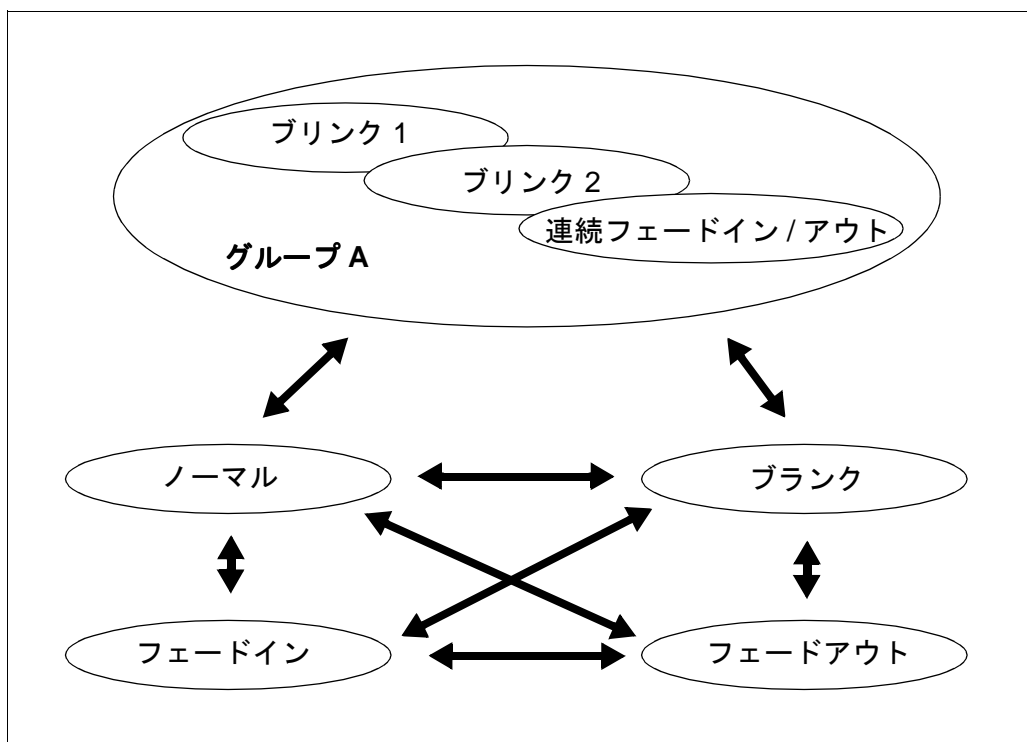 ブリンク 1
ブリンク 2
連続フェードイン / アウト
グループ A
ノーマル
ブランク
フェードイン
フェードアウト